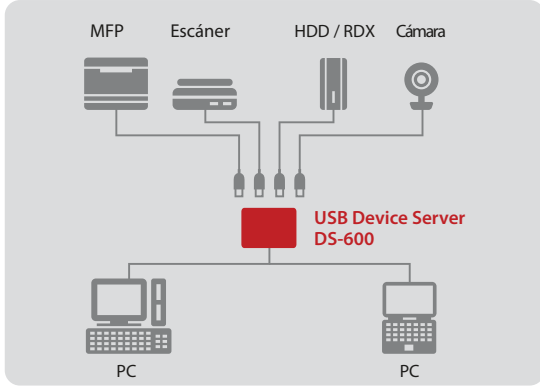 MFP
Escáner
HDD / RDX
Cámara
USB Device Server
DS-600
PC
PC